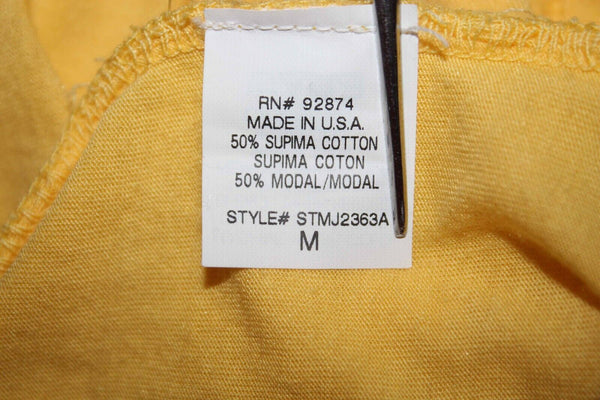 RN# 92874
MADE IN U.S.A.
50% SUPIMA COTTON
SUPIMA COTON
50% MODAL/MODAL
STYLE# STMJ2363A
M